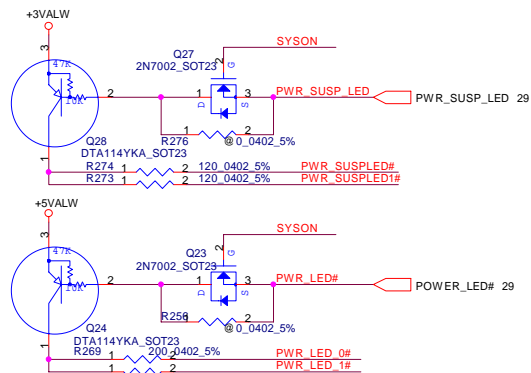 +3VALW
3
47K
10K
2
1
Q28
DTA114YKA_SOT23
Q27
2N7002_SOT23
SYSON
2
G
1
3
D
S
PWR_SUSP_LED
PWR_SUSP_LED 29
R276
1
2
@0_0402_5%
R274
1
2
120_0402_5%
PWR_SUSPLED#
R273
1
2
120_0402_5%
PWR_SUSPLED1#
+5VALW
3
47K
10K
2
1
Q24
DTA114YKA_SOT23
Q23
2N7002_SOT23
SYSON
2
G
1
3
D
S
PWR_LED#
POWER_LED# 29
R256
1
2
@0_0402_5%
R269
1
2
200_0402_5%
PWR_LED_0#
1
2
PWR_LED_1#